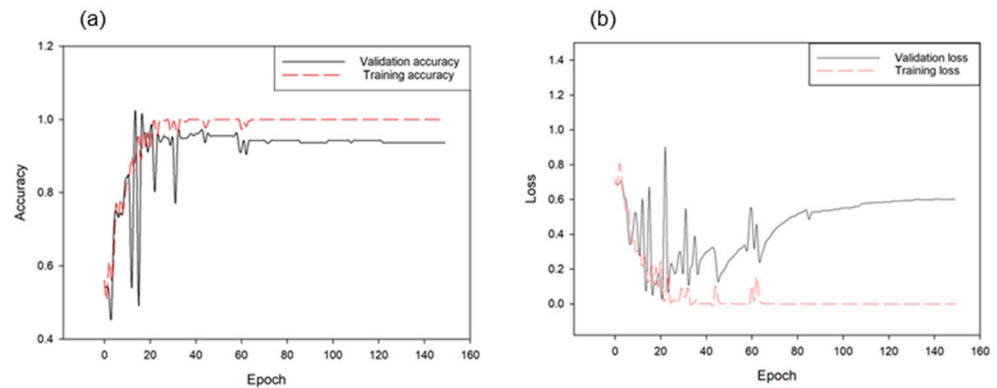 (a)
1.2
1.0
0.8
0.6
0.4
Accuracy
Validation accuracy
Training accuracy
0 20 40 60 80 100 120 140 160
Epoch
(b)
1.4
1.2
1.0
0.8
0.6
0.4
0.2
0.0
Loss
Validation loss
Training loss
0 20 40 60 80 100 120 140 160
Epoch